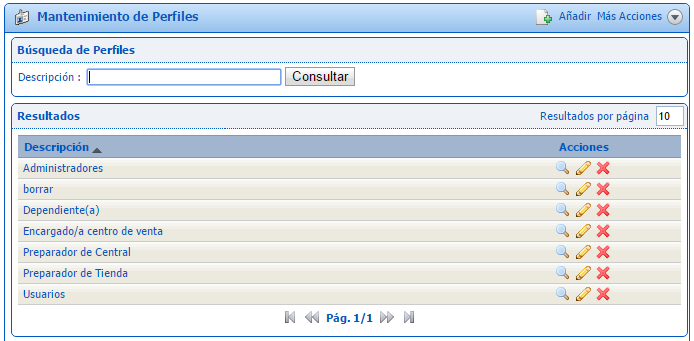 Mantenimiento de Perfiles Añadir Más Acciones
Búsqueda de Perfiles
Descripción : Consultar
Resultados Resultados por página 10
Descripción Acciones
Administradores
borrar
Dependiente(a)
Encargado/a centro de venta
Preparador de Central
Preparador de Tienda
Usuarios
Pág. 1/1